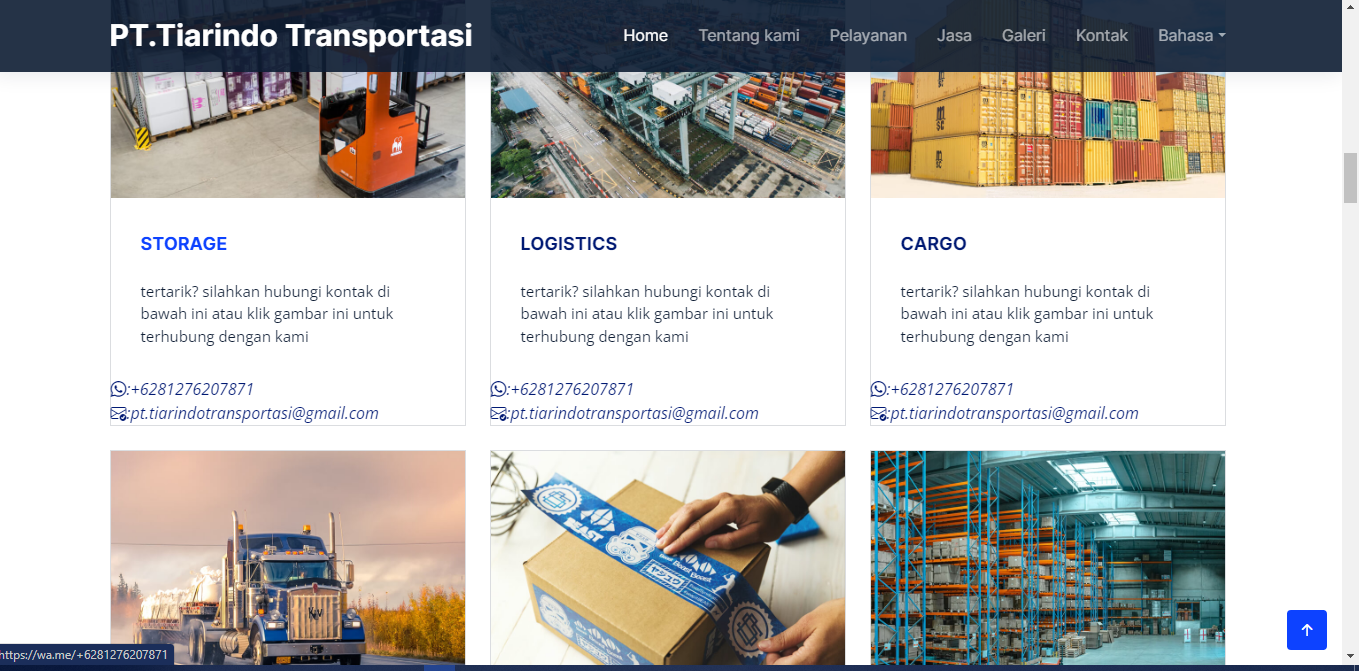 PT.Tiarindo Transportasi
Home Tentang kami Pelayanan Jasa Galeri Kontak Bahasa
STORAGE
tertarik? silahkan hubungi kontak di
bawah ini atau klik gambar ini untuk
terhubung dengan kami
:+6281276207871
:pt.tiarindotransportasi@gmail.com
LOGISTICS
tertarik? silahkan hubungi kontak di
bawah ini atau klik gambar ini untuk
terhubung dengan kami
:+6281276207871
:pt.tiarindotransportasi@gmail.com
CARGO
tertarik? silahkan hubungi kontak di
bawah ini atau klik gambar ini untuk
terhubung dengan kami
:+6281276207871
:pt.tiarindotransportasi@gmail.com
https://wa.me/+6281276207871